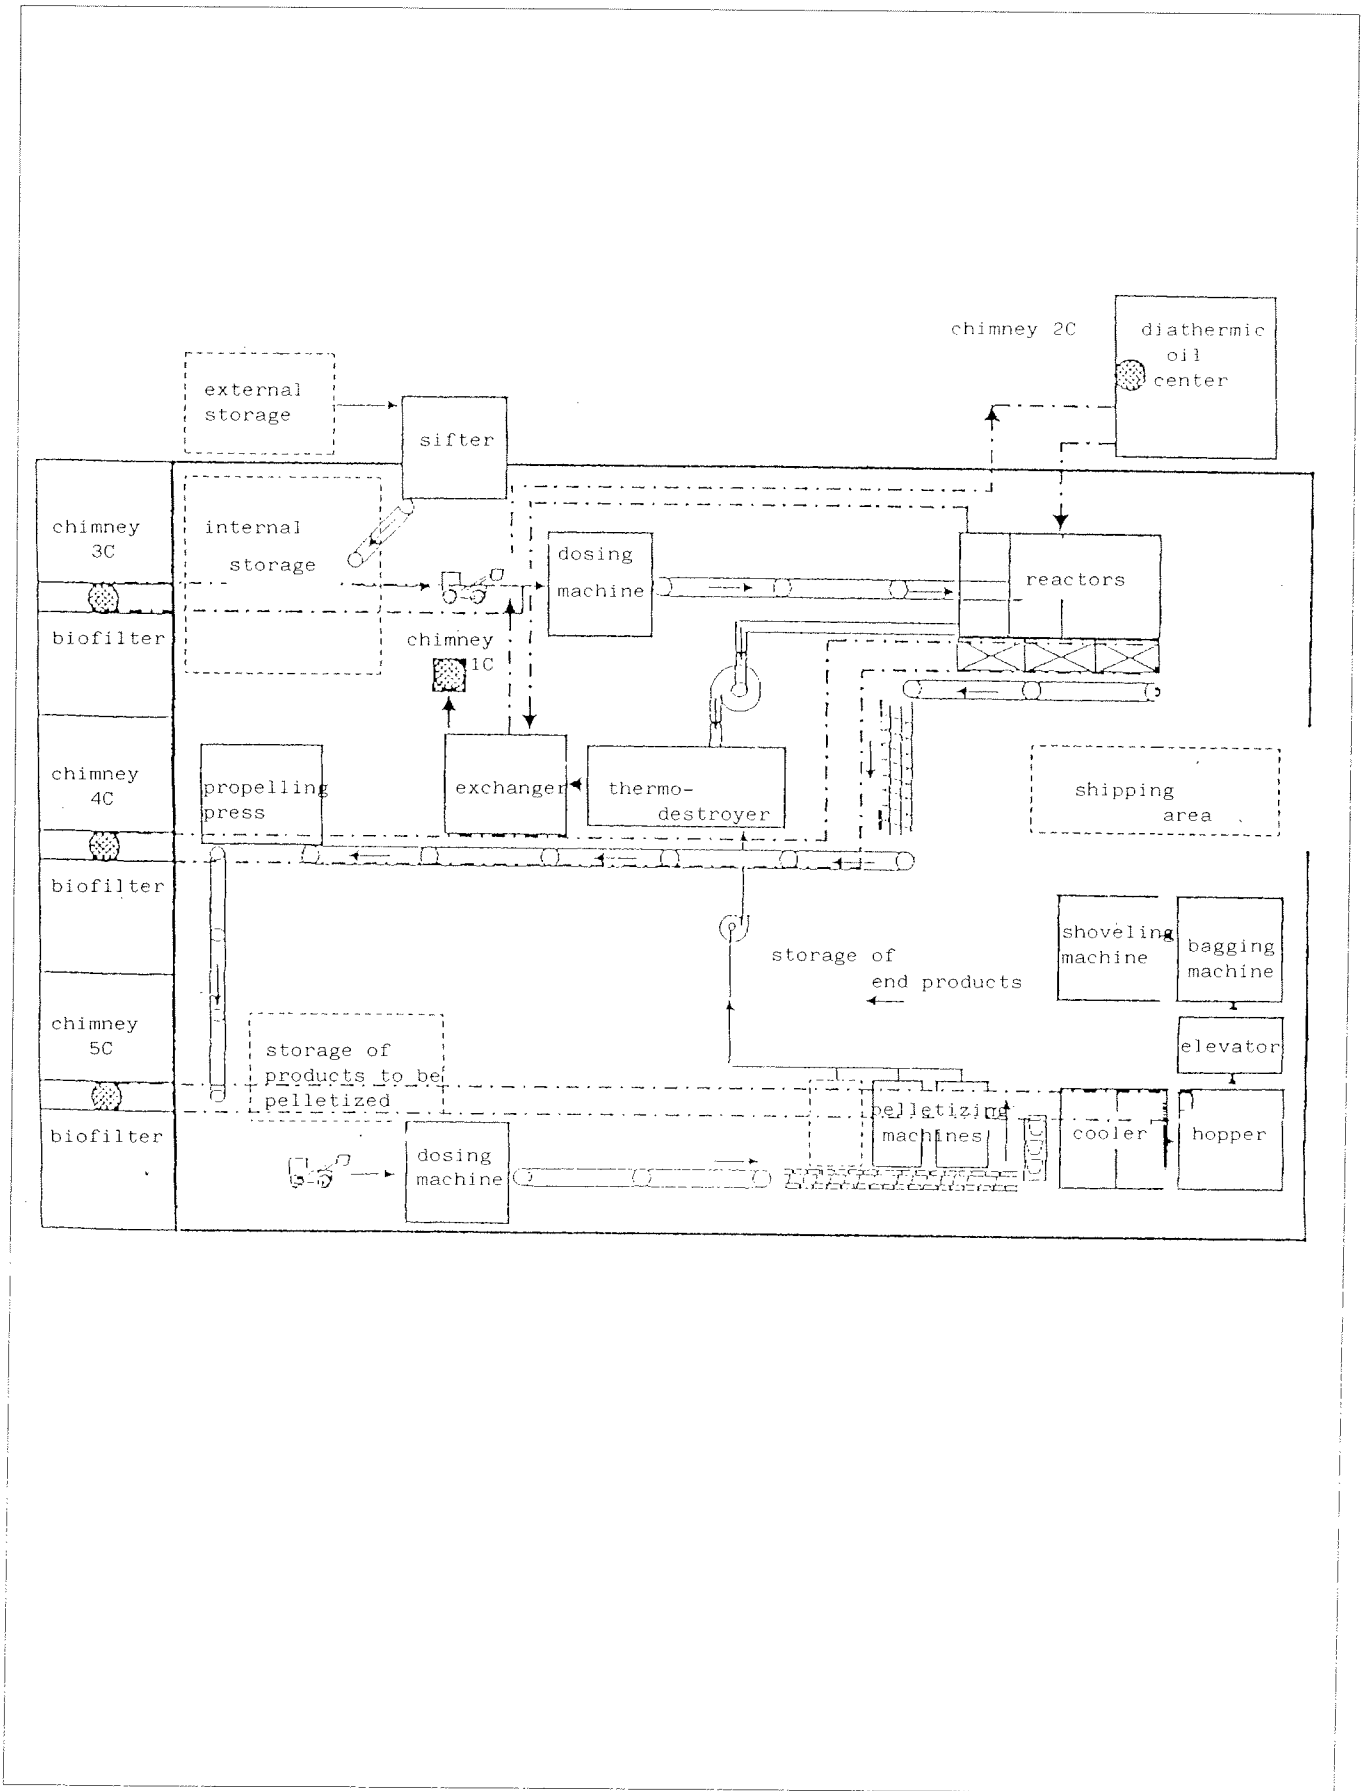 chimney 2C
diathermic
oil
center
external
storage
sifter
chimney
3C
internal
storage
dosing
machine
reactors
biofilter
chimney
1C
chimney
4C
propelling
press
exchanger
thermo-
destroyer
shipping
area
biofilter
shoveling
machine
bagging
machine
storage of
end products
chimney
5C
elevator
storage of
products to be
pelletized
pelletizing
machines
cooler
hopper
biofilter
dosing
machine